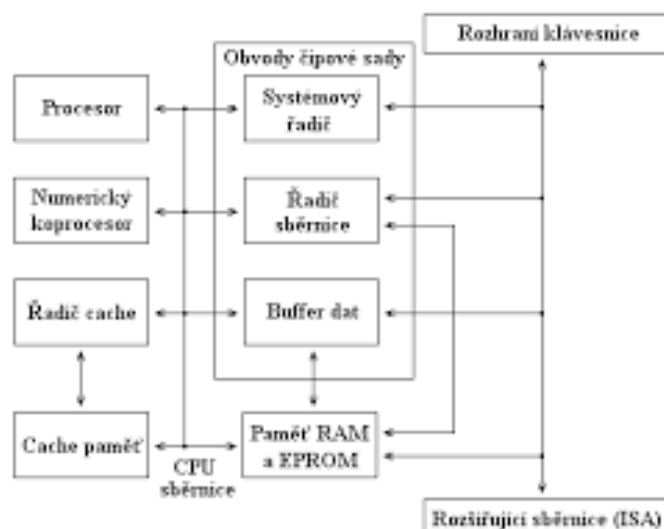 Rozhraní klávesnice
Obvody čipové sady
Procesor
Systémový
řadič
Numerický
koprocesor
Řadič
sběrnice
Řadič cache
Buffer dat
Cache paměť
CPU
sběrnice
Paměť RAM
a EPROM
Rozšiřující sběrnice (ISA)